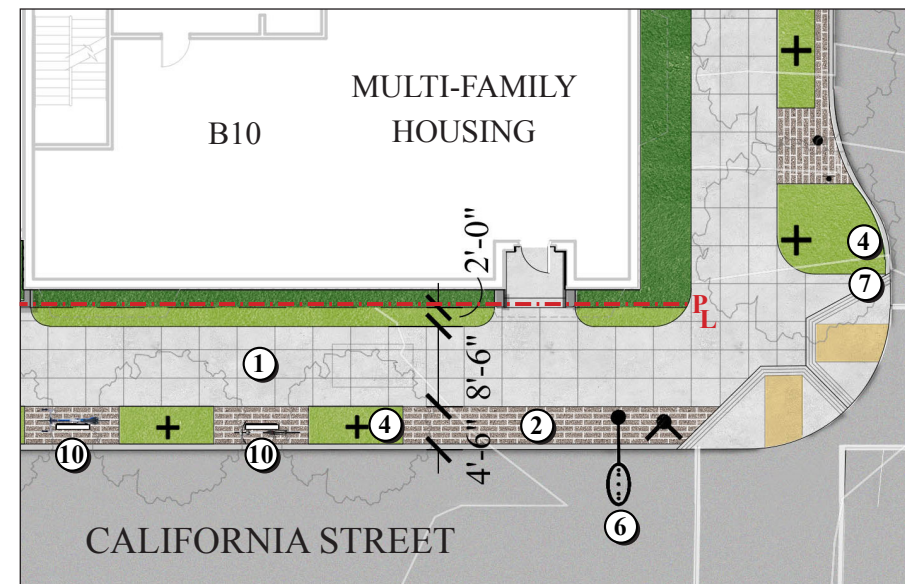 MULTI-FAMILY
HOUSING
B10
2'-0"
4
7
PL
1
8'-6"
4
2
10
10
4'-6"
6
CALIFORNIA STREET